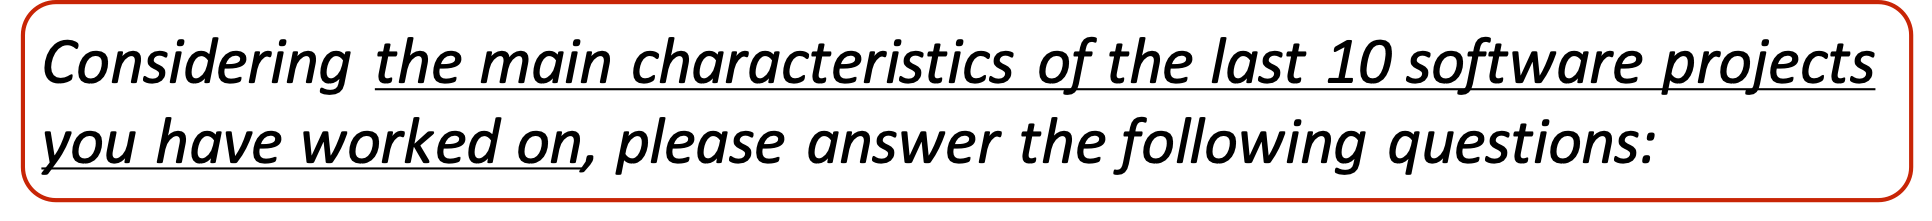 Considering the main characteristics of the last 10 software projects
you have worked on, please answer the following questions: